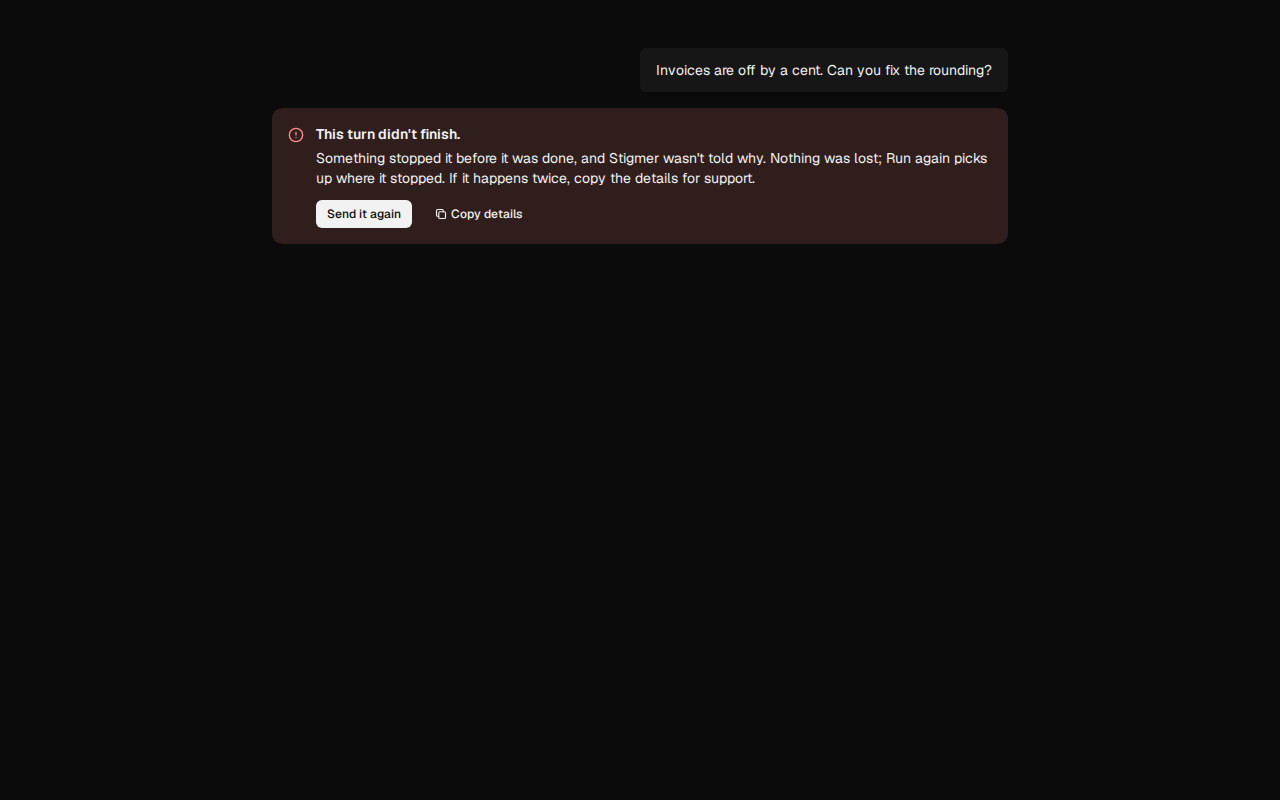 Invoices are off by a cent. Can you fix the rounding?
This turn didn't finish.
Something stopped it before it was done, and Stigmer wasn't told why. Nothing was lost; Run again picks
up where it stopped. If it happens twice, copy the details for support.
Send it again
Copy details